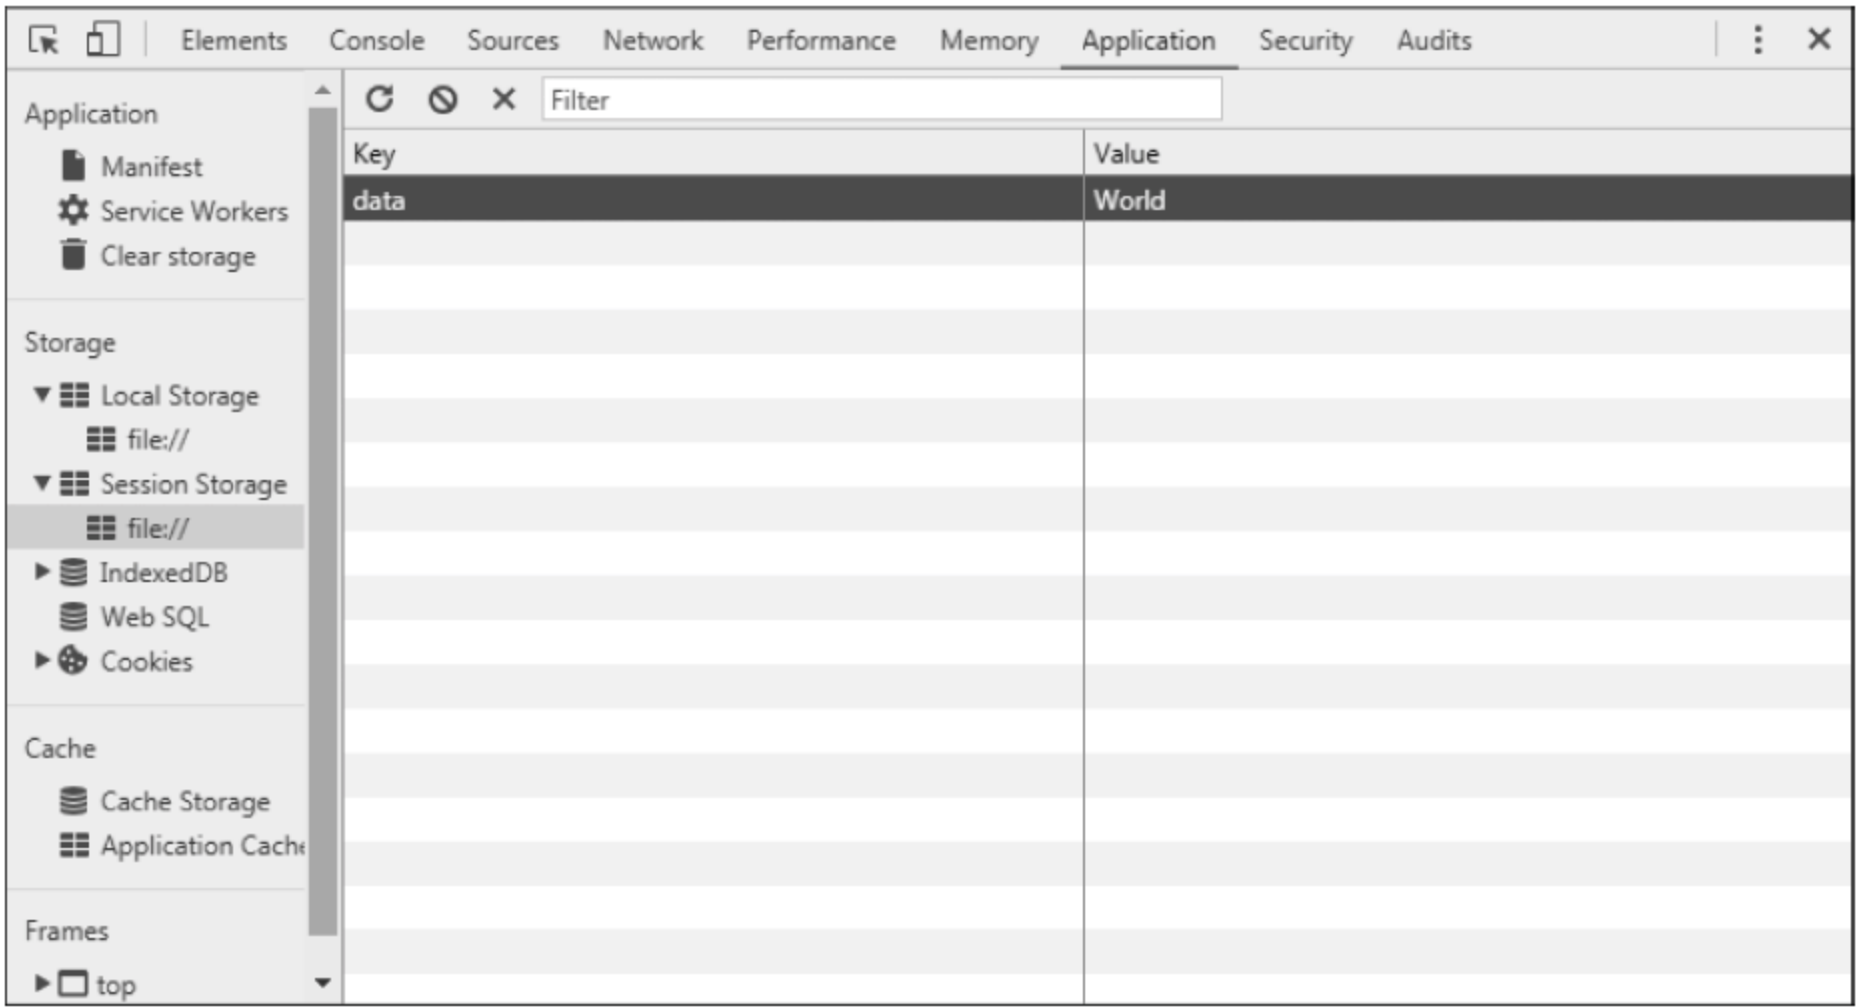 Elements Console Sources Network Performance Memory Application Security Audits
Application
Manifest
Service Workers
Clear storage
Storage
Local Storage
file://
Session Storage
file://
IndexedDB
Web SQL
Cookies
Cache
Cache Storage
Application Cache
Frames
top
Filter
Key Value
data World